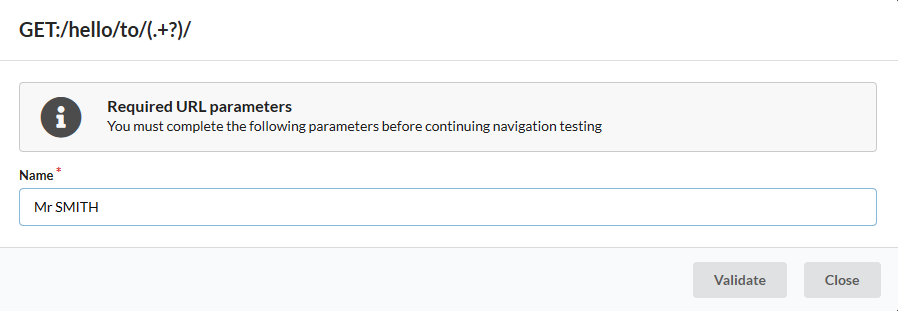 GET:/hello/to/(.+?)/
Required URL parameters
You must complete the following parameters before continuing navigation testing
Name *
Mr SMITH
Validate
Close